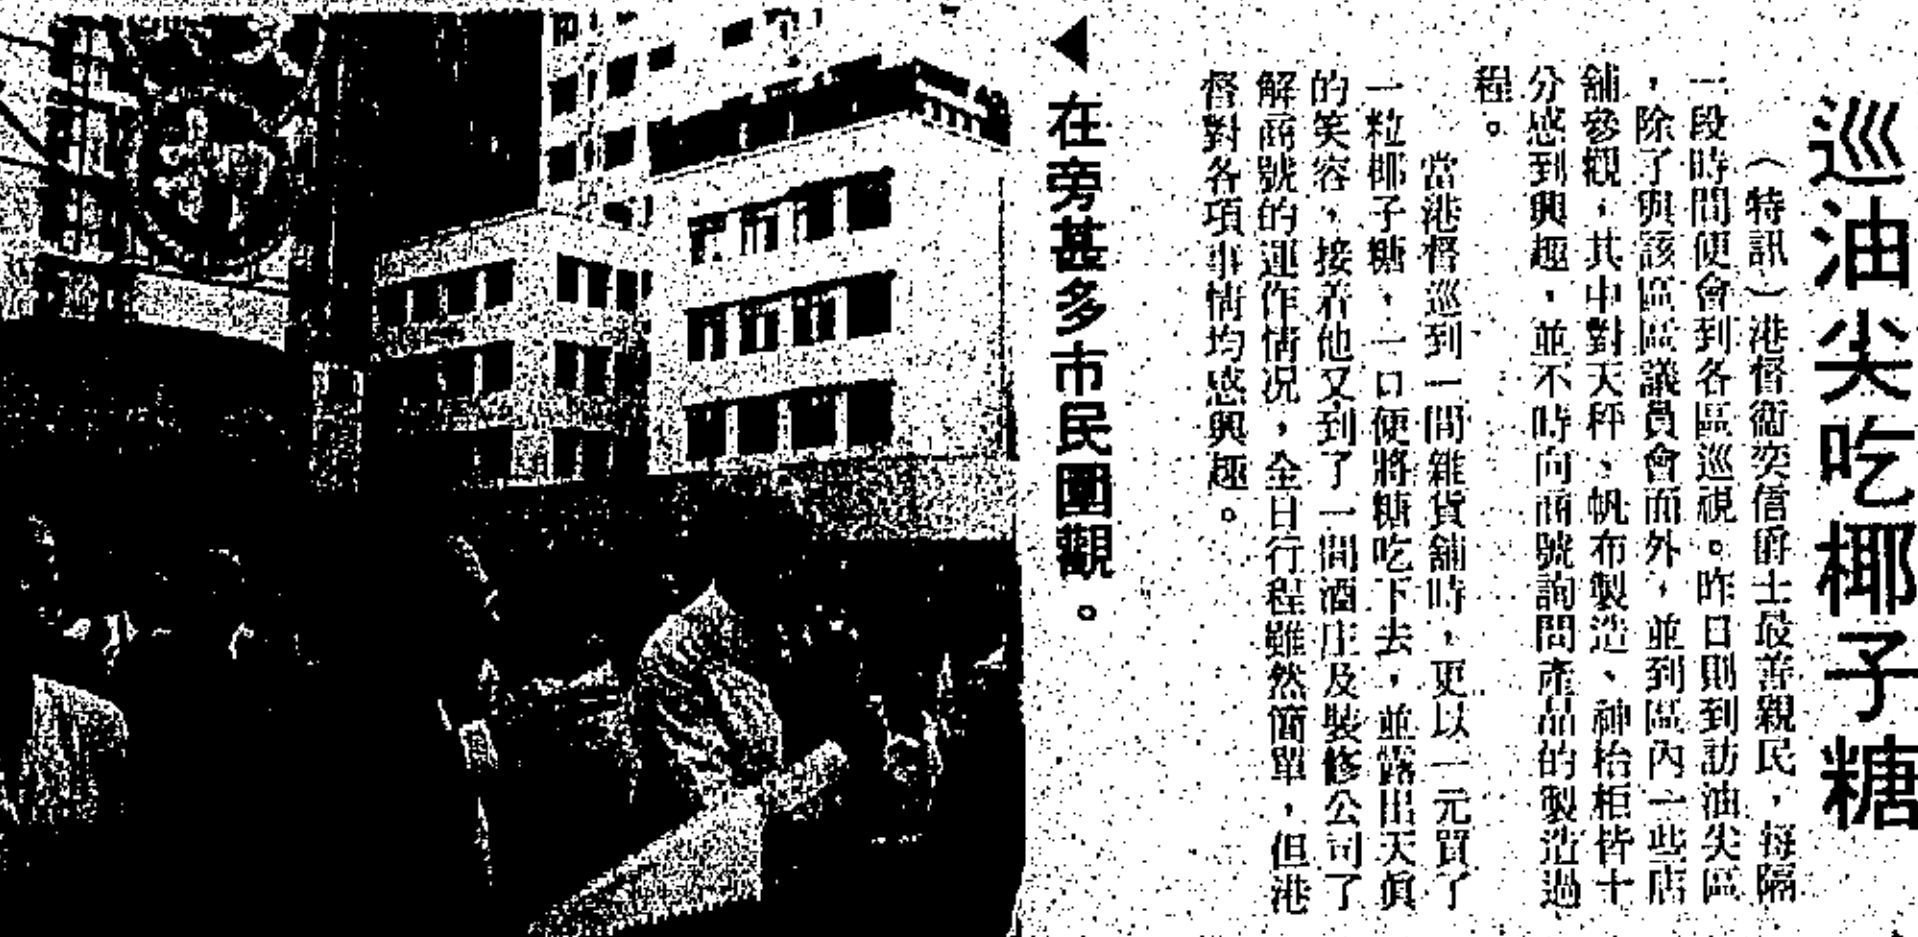 巡油尖吃椰子糖
（特訊）港督衞奕信爵士最善親民，每隔
一段時間便會到各區巡視。昨日則到訪油尖區
，除了與該區區議員會面外，並到區內一些店
舖參觀，其中對天秤、帆布製造、神枱柜皆十
分感到興趣，並不時向商號詢問產品的製造過
程。
當港督巡到一間雜貨舖時，更以一元買了
一粒椰子糖，一口便將糖吃下去，並露出天眞
的笑容，接着他又到了一間酒庄及裝修公司了
解商號的運作情况，全日行程雖然簡單，但港
督對各項事情均感興趣。
◀在旁甚多市民圍觀。